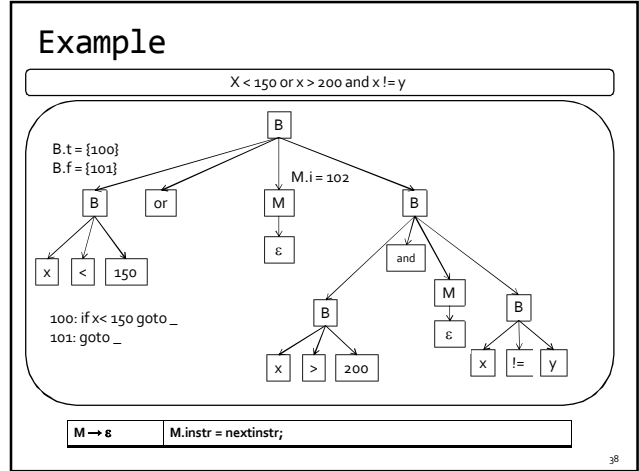 Example
X < 150 or x > 200 and x != y
B
B.t = {100}
B.f = {101}
M.i = 102
B
or
M
B
ε
and
x
<
150
M
B
B
ε
100: if x< 150 goto _
101: goto _
x
>
200
x
!=
y
M → ε
M.instr = nextinstr;
38